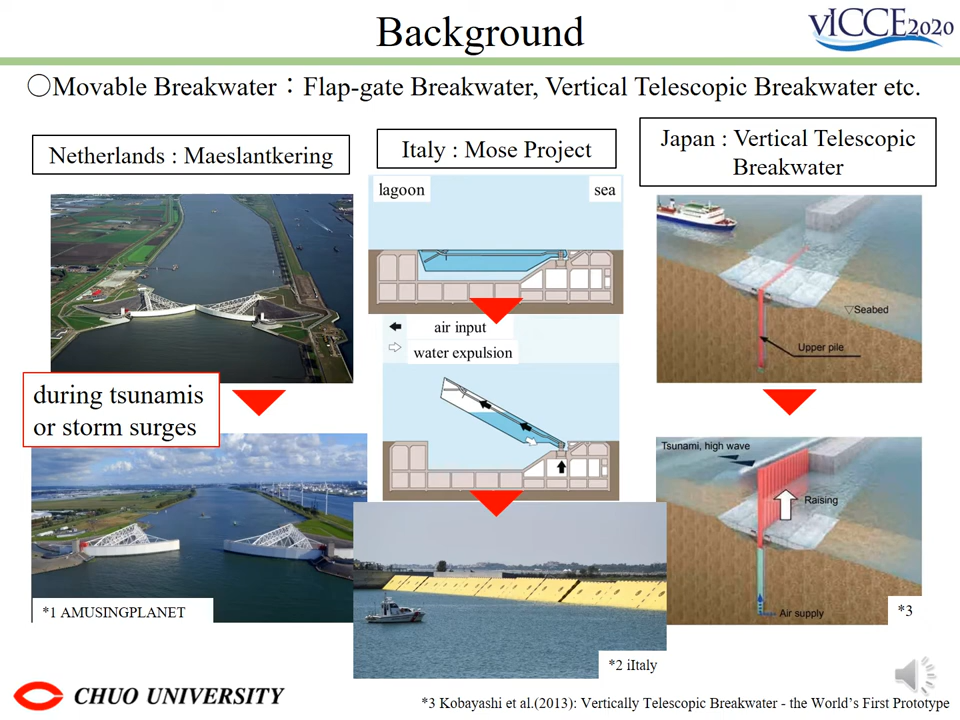 Background
vICCE2020
○Movable Breakwater：Flap-gate Breakwater, Vertical Telescopic Breakwater etc.
Netherlands : Maeslantkering
Italy : Mose Project
Japan : Vertical Telescopic
Breakwater
lagoon
sea
air input
water expulsion
▽Seabed
Upper pile
during tsunamis
or storm surges
Tsunami, high wave
Raising
Air supply
*1 AMUSINGPLANET
*2 iItaly
*3
CHUO UNIVERSITY
*3 Kobayashi et al.(2013): Vertically Telescopic Breakwater - the World's First Prototype